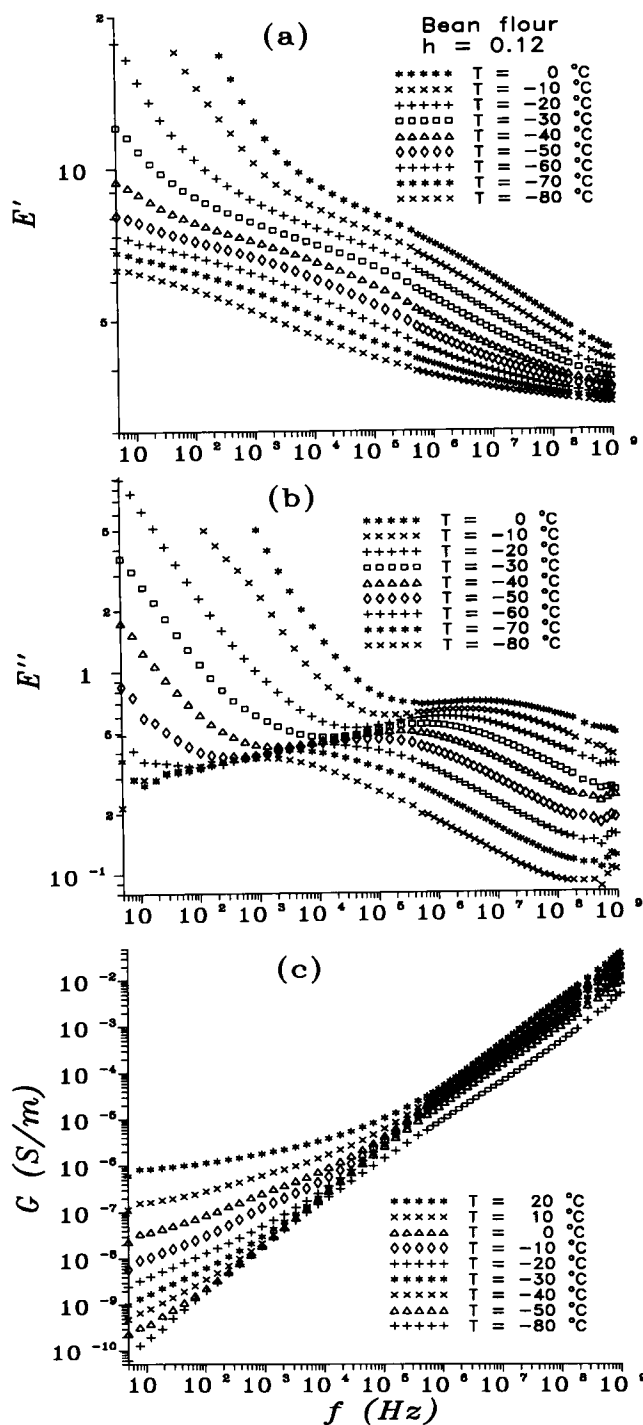 (a)
Bean flour
h = 0.12
T = 0 °C
T = -10 °C
T = -20 °C
T = -30 °C
T = -40 °C
T = -50 °C
T = -60 °C
T = -70 °C
T = -80 °C
E'
2
10
5
10 2 10 3 10 4 10 5 10 6 10 7 10 8 10 9
10
(b)
T = 0 °C
T = -10 °C
T = -20 °C
T = -30 °C
T = -40 °C
T = -50 °C
T = -60 °C
T = -70 °C
T = -80 °C
E''
5
2
1
5
2
10 -1
10 10 2 10 3 10 4 10 5 10 6 10 7 10 8 10 9
(c)
G (S/m)
10 -2
10 -3
10 -4
10 -5
10 -6
10 -7
10 -8
10 -9
10 -10
T = 20 °C
T = 10 °C
T = 0 °C
T = -10 °C
T = -20 °C
T = -30 °C
T = -40 °C
T = -50 °C
T = -80 °C
10 10 2 10 3 10 4 10 5 10 6 10 7 10 8 10 9
f (Hz)